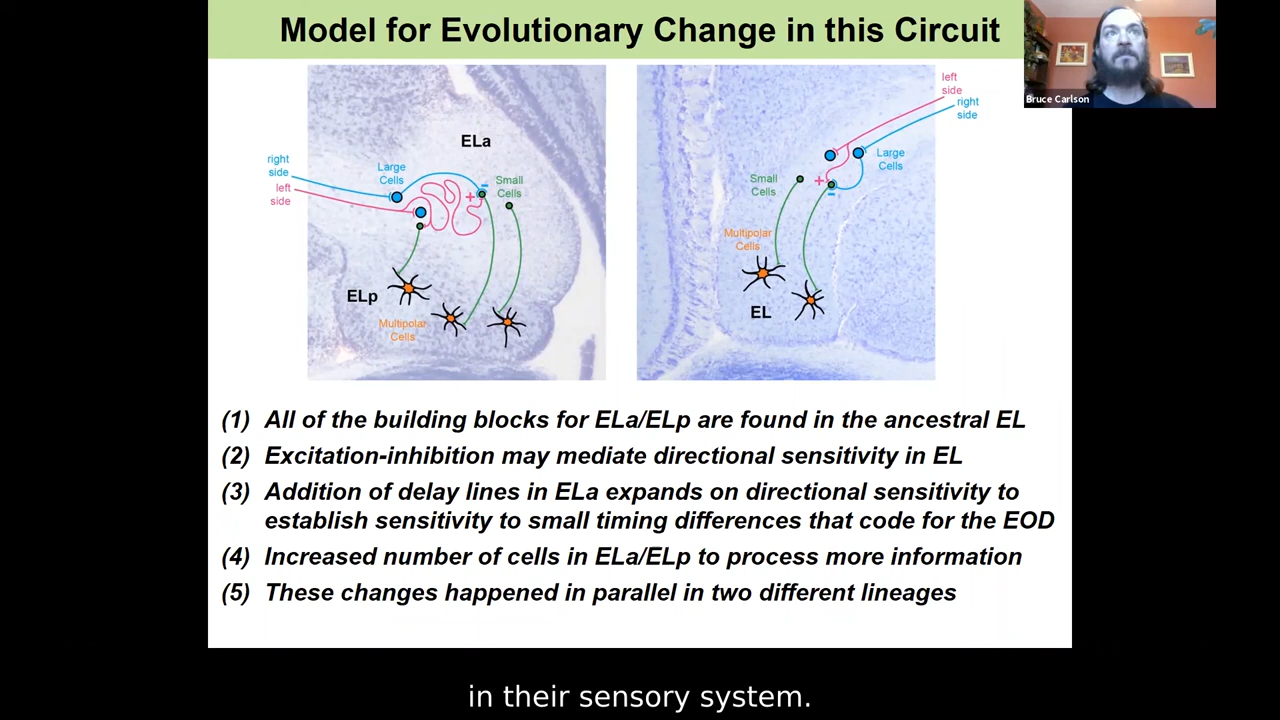 Model for Evolutionary Change in this Circuit
Bruce Carlson
ELa
right
side
left
side
Large
Cells
+
–
Small
Cells
ELp
Multipolar
Cells
left
side
right
side
Large
Cells
Small
Cells
+
–
Multipolar
Cells
EL
(1) All of the building blocks for ELa/ELp are found in the ancestral EL
(2) Excitation-inhibition may mediate directional sensitivity in EL
(3) Addition of delay lines in ELa expands on directional sensitivity to
establish sensitivity to small timing differences that code for the EOD
(4) Increased number of cells in ELa/ELp to process more information
(5) These changes happened in parallel in two different lineages
in their sensory system.